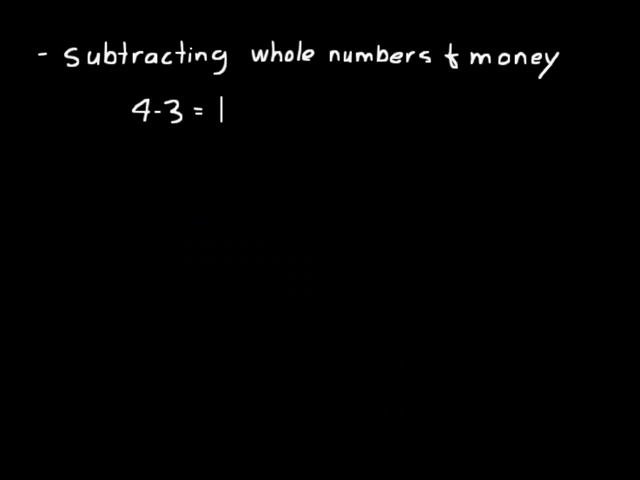 - Subtracting whole numbers & money
4-3 = 1